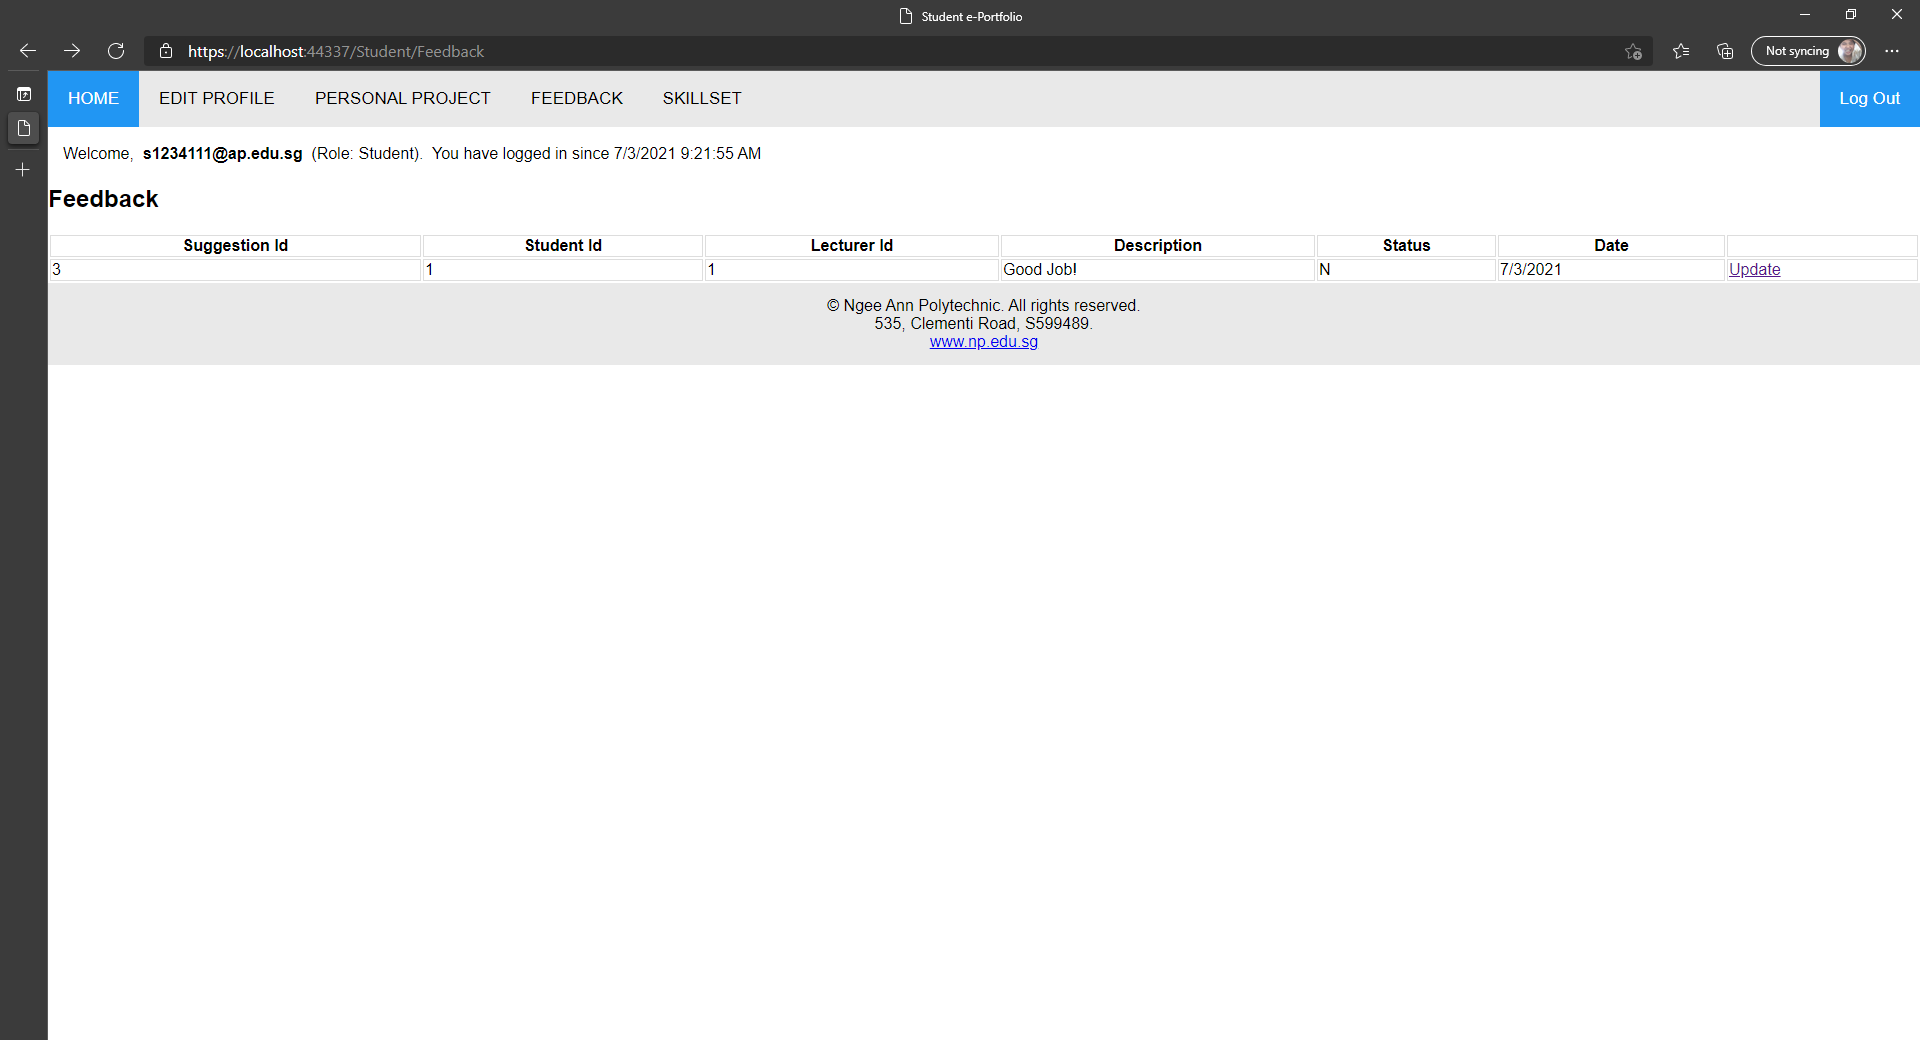 Student e-Portfolio
https://localhost:44337/Student/Feedback
Not syncing
HOME EDIT PROFILE PERSONAL PROJECT FEEDBACK SKILLSET Log Out
Welcome, s1234111@ap.edu.sg (Role: Student). You have logged in since 7/3/2021 9:21:55 AM
Feedback
Suggestion Id Student Id Lecturer Id Description Status Date
3 1 1 Good Job! N 7/3/2021 Update
© Ngee Ann Polytechnic. All rights reserved.
535, Clementi Road, S599489.
www.np.edu.sg